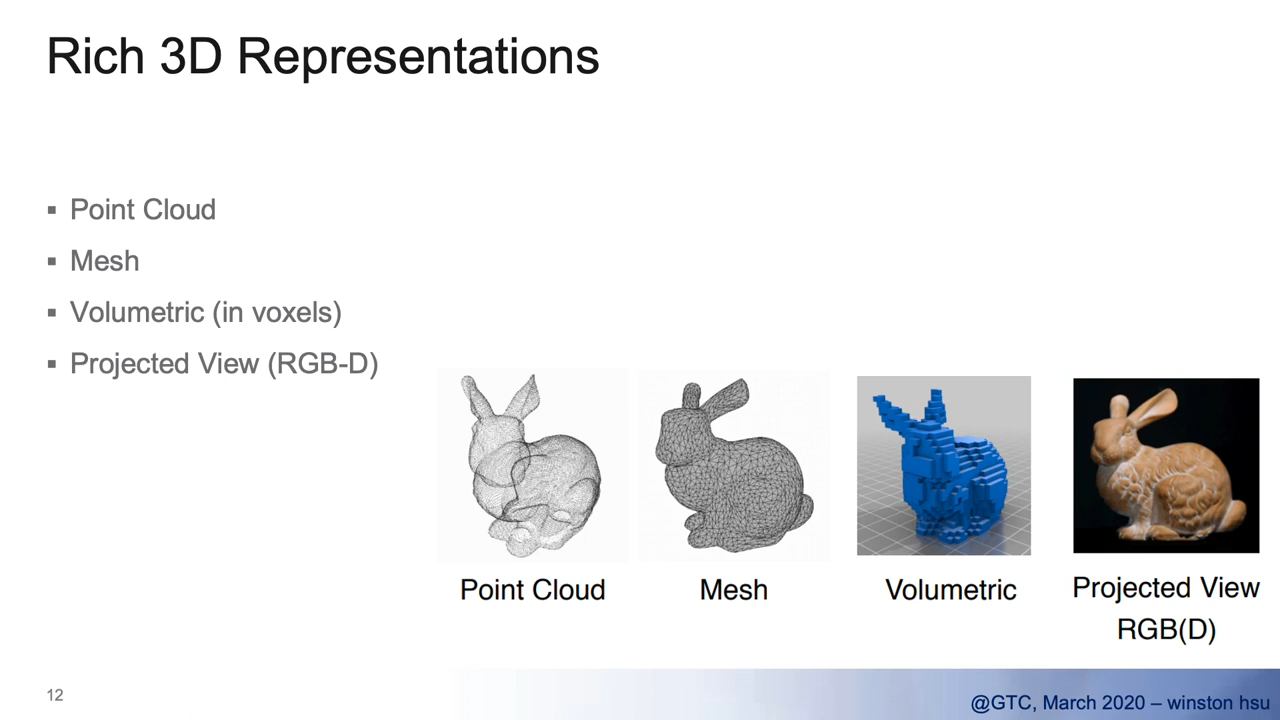 Rich 3D Representations
▪ Point Cloud
▪ Mesh
▪ Volumetric (in voxels)
▪ Projected View (RGB-D)
Point Cloud
Mesh
Volumetric
Projected View
RGB(D)
12
@GTC, March 2020 – winston hsu